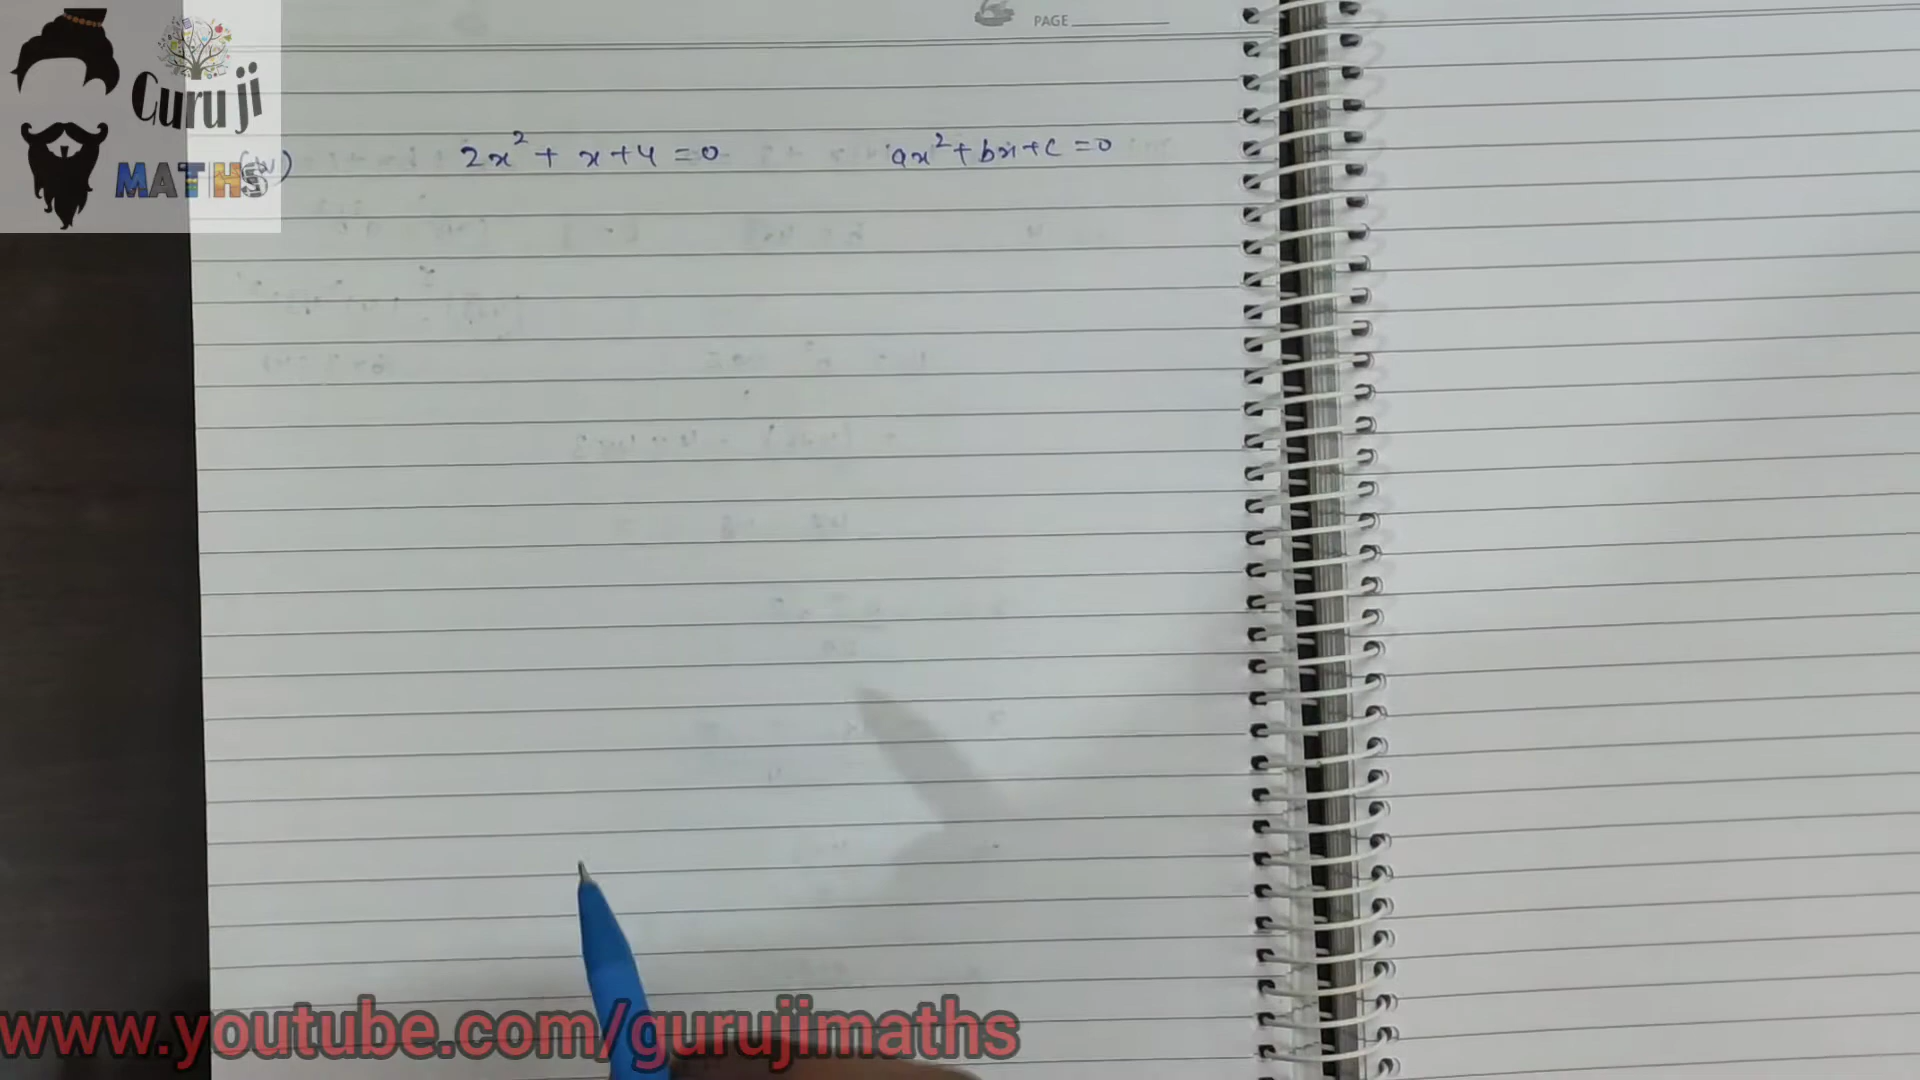 PAGE
Guru ji
MATHS
2x² + x + 4 = 0 ax² + bx + c = 0
www.youtube.com/gurujimaths